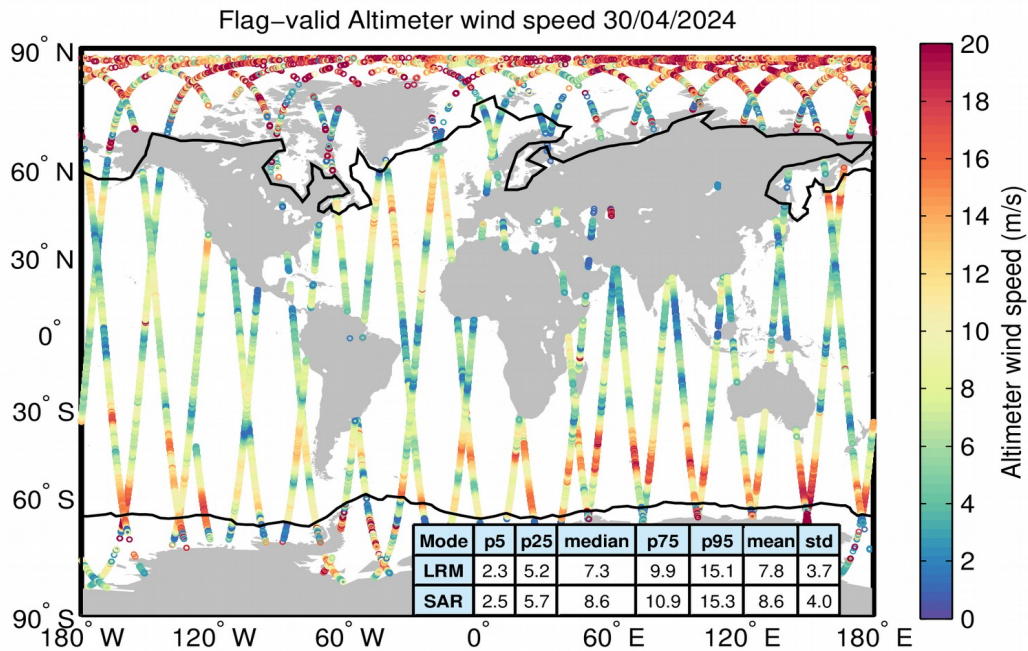 Flag−valid Altimeter wind speed 30/04/2024
90° N
60° N
30° N
0°
30° S
60° S
90° S
180° W 120° W 60° W 0° 60° E 120° E 180° E
Mode p5 p25 median p75 p95 mean std
LRM 2.3 5.2 7.3 9.9 15.1 7.8 3.7
SAR 2.5 5.7 8.6 10.9 15.3 8.6 4.0
20
18
16
14
12
10
8
6
4
2
0
Altimeter wind speed (m/s)